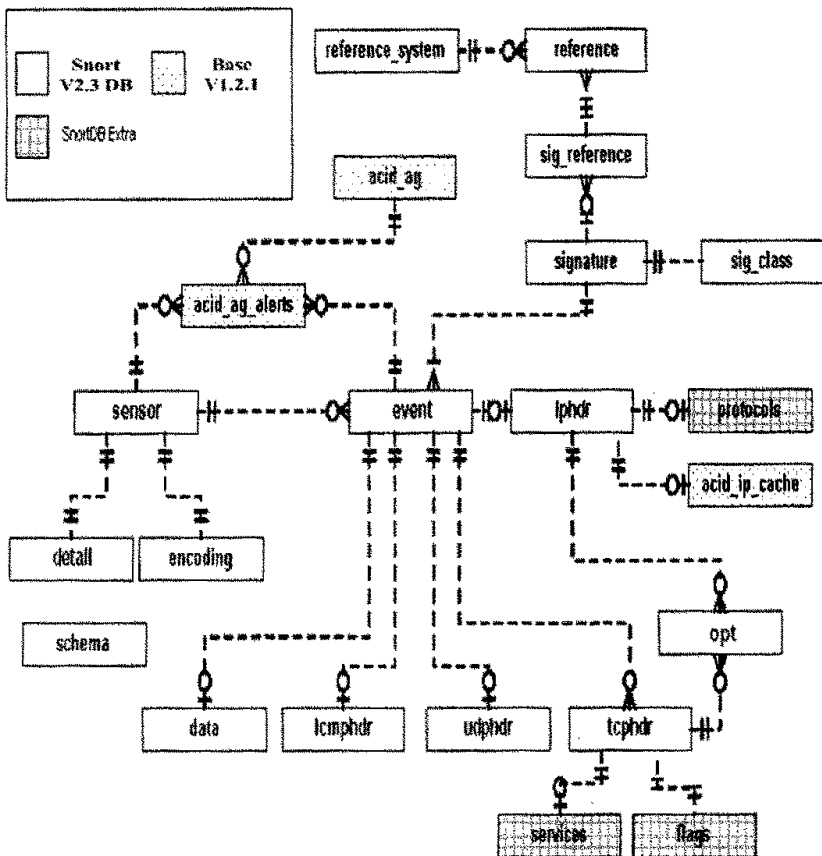 Snort
V2.3 DB
Base
V1.2.1
SnortDB Extra
reference_system
reference
sig_reference
acid_ag
signature
sig_class
acid_ag_alerts
sensor
event
iphdr
protocols
acid_ip_cache
detail
encoding
schema
opt
data
icmphdr
udphdr
tcphdr
services
flags